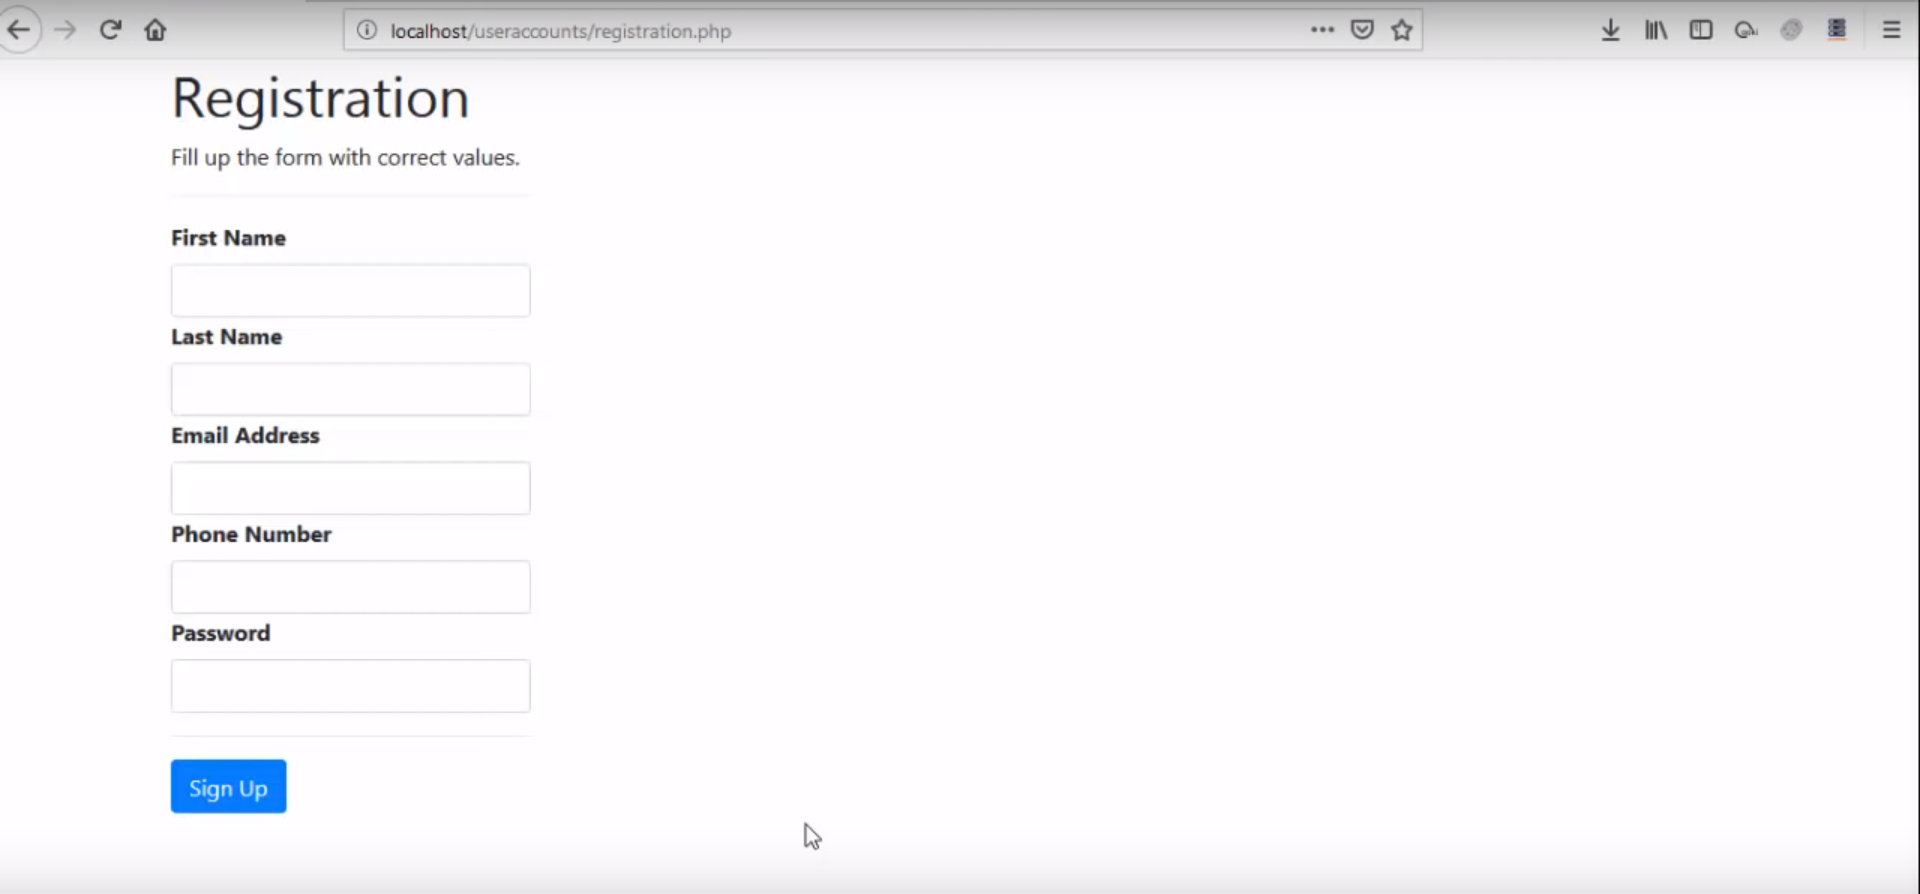 localhost/useraccounts/registration.php
Registration
Fill up the form with correct values.
First Name
Last Name
Email Address
Phone Number
Password
Sign Up